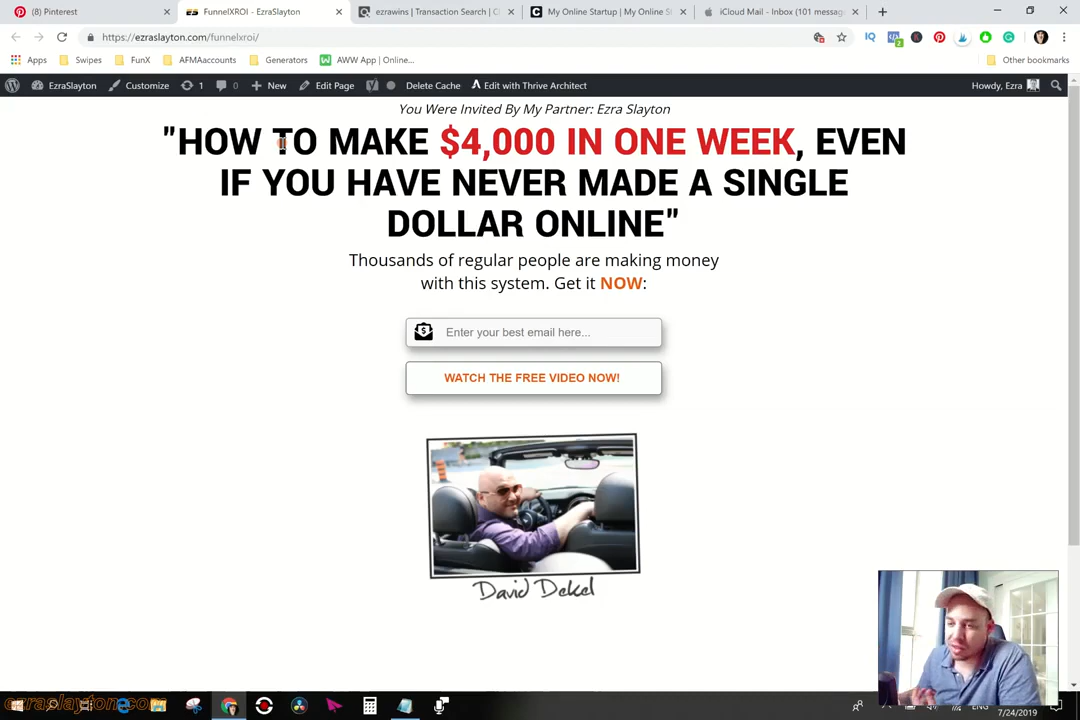 (8) Pinterest
FunnelXROI - EzraSlayton
ezrawins | Transaction Search | Cl
My Online Startup | My Online St
iCloud Mail - Inbox (101 messag
https://ezraslayton.com/funnelxroi/
Apps
Swipes
FunX
AFMAaccounts
Generators
AWW App | Online...
Other bookmarks
EzraSlayton
Customize
1
0
New
Edit Page
Delete Cache
Edit with Thrive Architect
Howdy, Ezra
You Were Invited By My Partner: Ezra Slayton
"HOW TO MAKE $4,000 IN ONE WEEK, EVEN
IF YOU HAVE NEVER MADE A SINGLE
DOLLAR ONLINE"
Thousands of regular people are making money
with this system. Get it NOW:
Enter your best email here...
WATCH THE FREE VIDEO NOW!
David Dekel
ezraslayton.com
ENG
7/24/2019